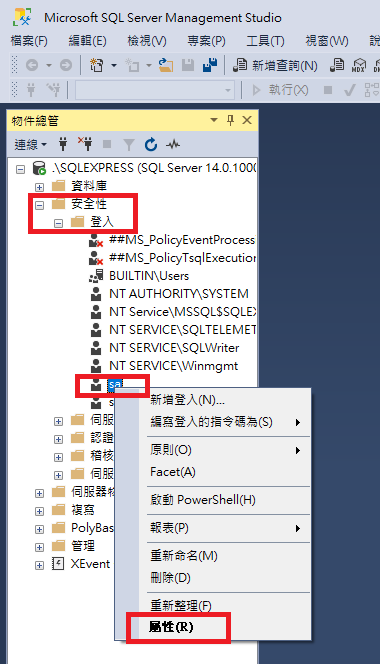 Microsoft SQL Server Management Studio
檔案(F) 編輯(E) 檢視(V) 專案(P) 工具(T) 視窗(W) 說
新增查詢(N) MDX DM
執行(X)
物件總管
連線
.\SQLEXPRESS (SQL Server 14.0.1000
資料庫
安全性
登入
##MS_PolicyEventProcess
##MS_PolicyTsqlExecution
BUILTIN\Users
NT AUTHORITY\SYSTEM
NT Service\MSSQL$SQLEX
NT SERVICE\SQLTELEMET
NT SERVICE\SQLWriter
NT SERVICE\Winmgmt
sa
s
新增登入(N)...
伺服
編寫登入的指令碼為(S)
認證
原則(O)
稽核
Facet(A)
伺服
伺服器物
啟動 PowerShell(H)
複寫
報表(P)
PolyBas
管理
重新命名(M)
XEvent
刪除(D)
重新整理(F)
屬性(R)